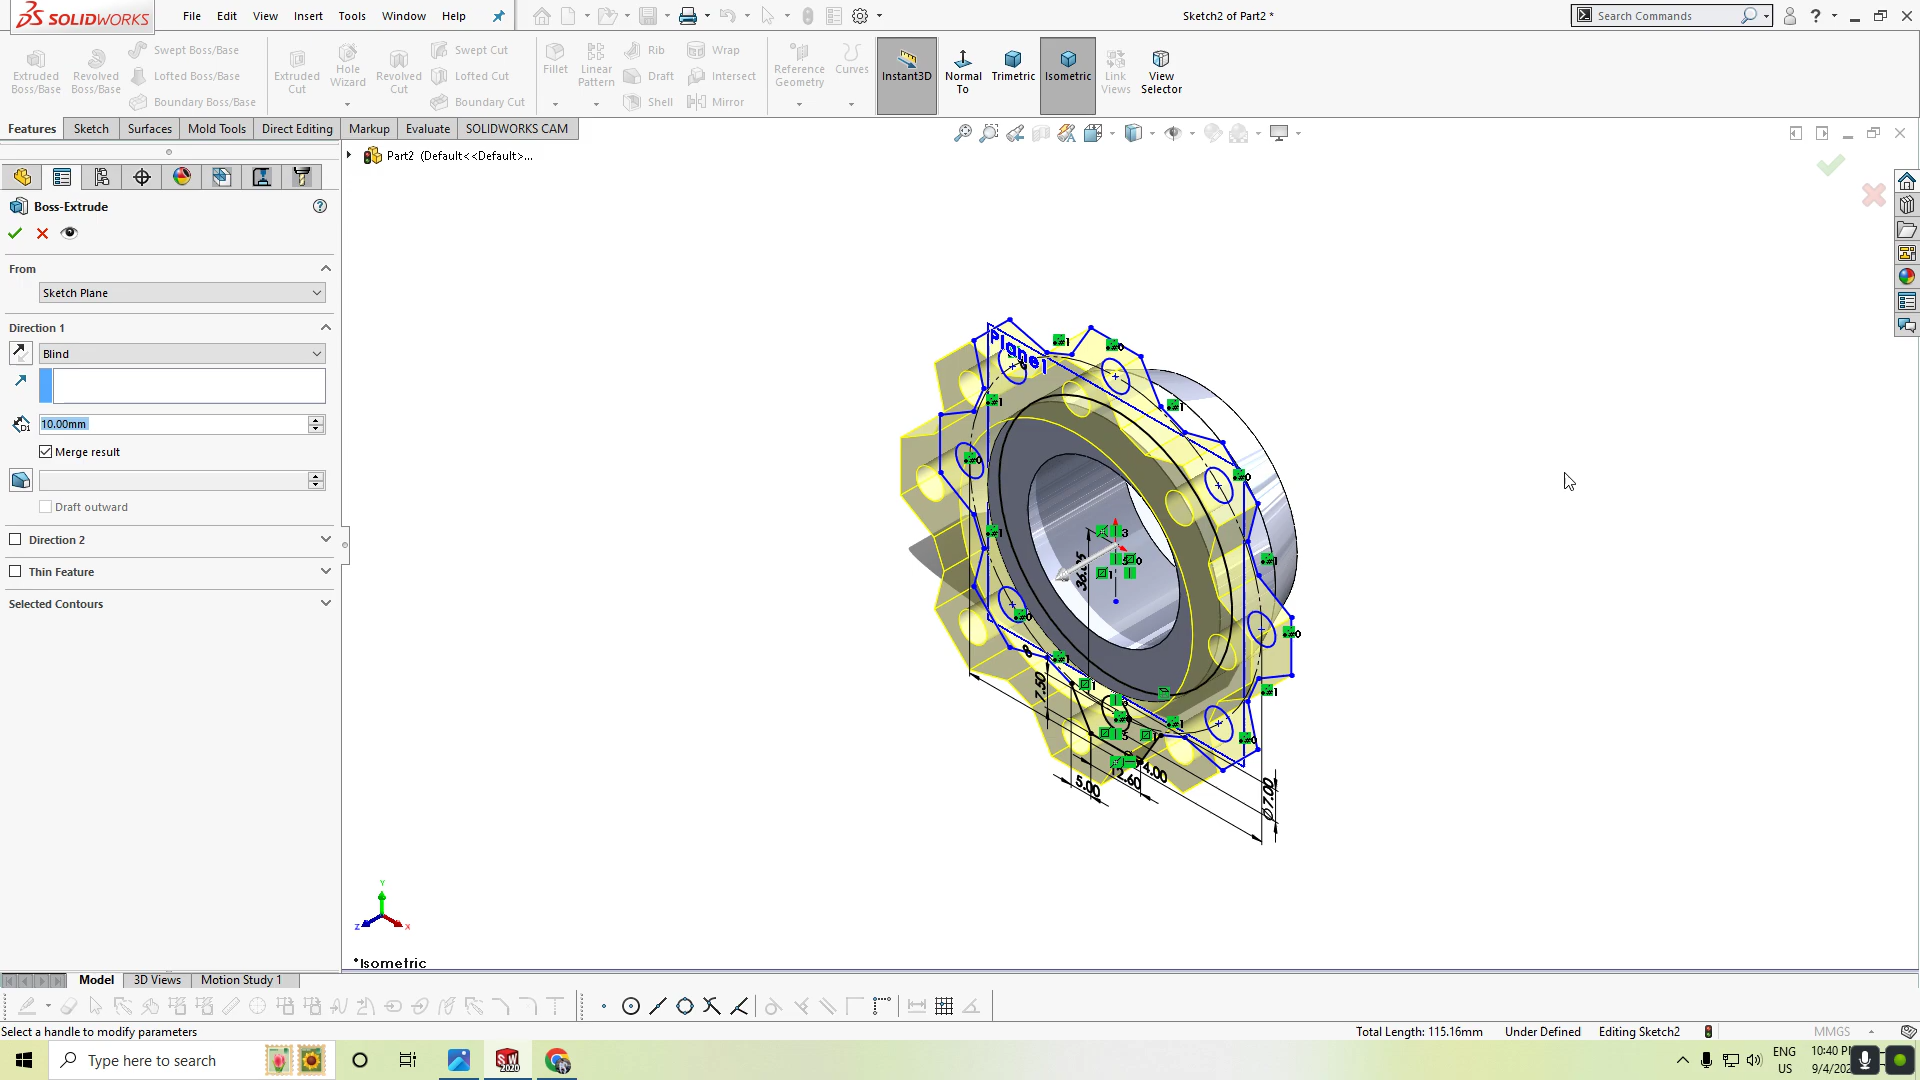 SOLIDWORKS
File Edit View Insert Tools Window Help
Sketch2 of Part2 *
Search Commands
Extruded Boss/Base
Revolved Boss/Base
Swept Boss/Base
Lofted Boss/Base
Boundary Boss/Base
Extruded Cut
Hole Wizard
Revolved Cut
Swept Cut
Lofted Cut
Boundary Cut
Fillet
Linear Pattern
Rib
Draft
Shell
Wrap
Intersect
Mirror
Reference Geometry
Curves
Instant3D
Normal To
Trimetric
Isometric
Link Views
View Selector
Features Sketch Surfaces Mold Tools Direct Editing Markup Evaluate SOLIDWORKS CAM
Part2 (Default<<Default>...
Boss-Extrude
From
Sketch Plane
Direction 1
Blind
10.00mm
Merge result
Draft outward
Direction 2
Thin Feature
Selected Contours
Plane1
7.50
5.00
12.60
Ø7.00
Y
Z
X
*Isometric
Model 3D Views Motion Study 1
Select a handle to modify parameters
Total Length: 115.16mm Under Defined Editing Sketch2 MMGS
Type here to search
SW 2020
ENG
US
10:40